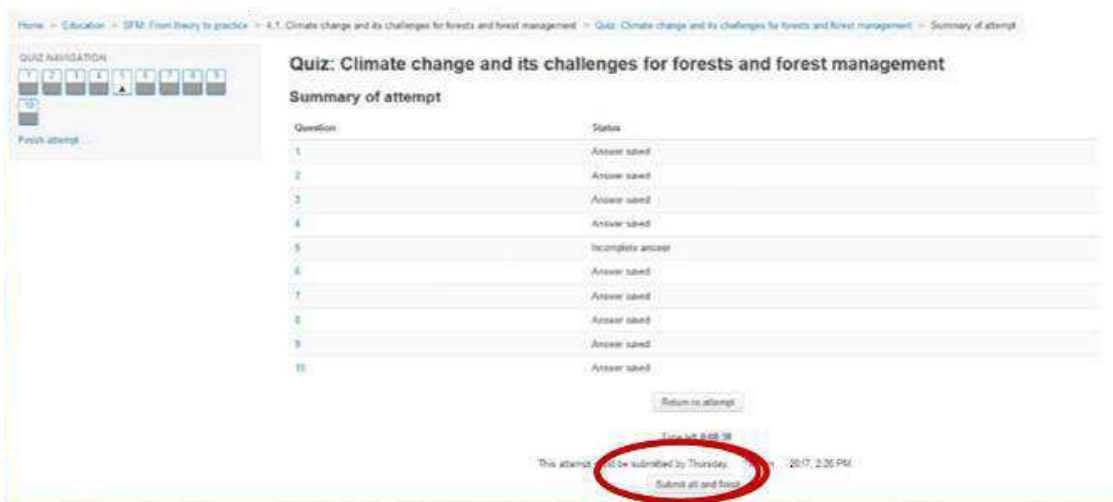 Home Education SFM: From theory to practice 4.1. Climate change and its challenges for forests and forest management Quiz: Climate change and its challenges for forests and forest management Summary of attempt
QUIZ NAVIGATION
1 2 3 4 5 6 7 8 9
10
Finish attempt ...
Quiz: Climate change and its challenges for forests and forest management
Summary of attempt
Question Status
1 Answer saved
2 Answer saved
3 Answer saved
4 Answer saved
5 Incomplete answer
6 Answer saved
7 Answer saved
8 Answer saved
9 Answer saved
10 Answer saved
Return to attempt
Time left
This attempt must be submitted by Thursday, 2017, 2:26 PM.
Submit all and finish